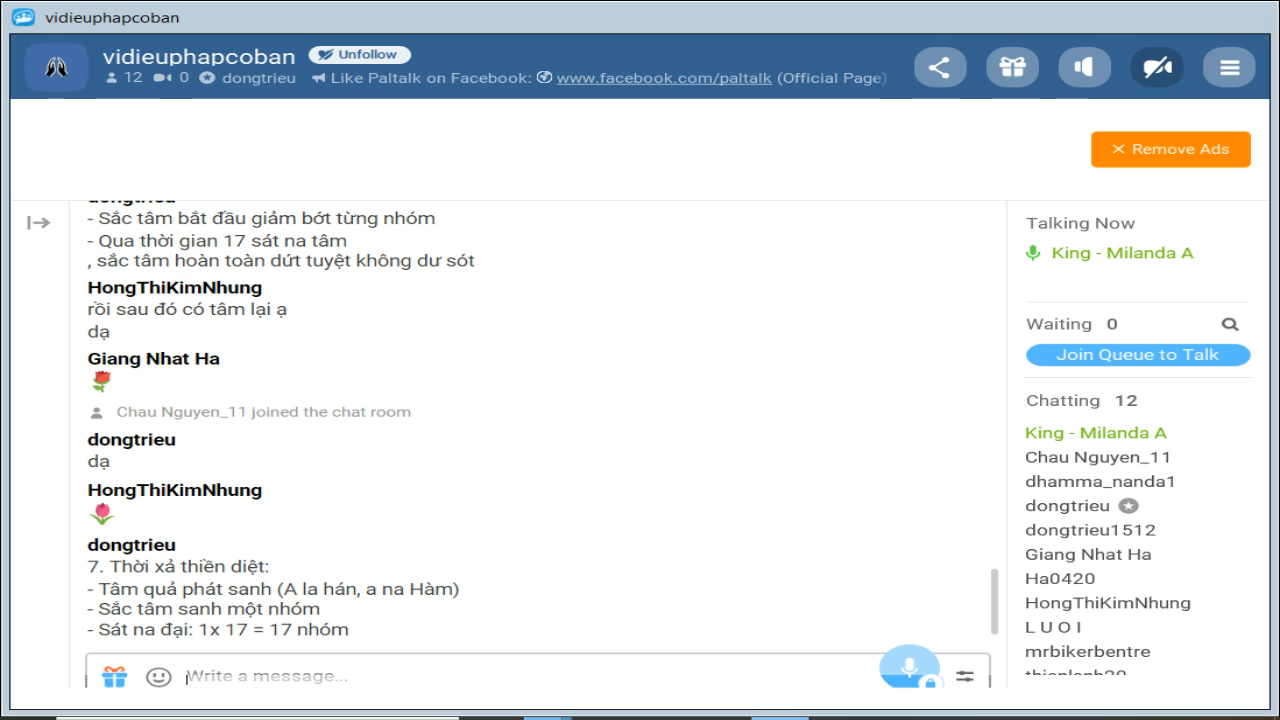 vidieuphapcoban
vidieuphapcoban Unfollow
12 0 dongtrieu Like Paltalk on Facebook: www.facebook.com/paltalk (Official Page)
Remove Ads
dongtrieu
- Sắc tâm bắt đầu giảm bớt từng nhóm
- Qua thời gian 17 sát na tâm
, sắc tâm hoàn toàn dứt tuyệt không dư sót
HongThiKimNhung
rồi sau đó có tâm lại ạ
dạ
Giang Nhat Ha
Chau Nguyen_11 joined the chat room
dongtrieu
dạ
HongThiKimNhung
dongtrieu
7. Thời xả thiền diệt:
- Tâm quả phát sanh (A la hán, a na Hàm)
- Sắc tâm sanh một nhóm
- Sát na đại: 1x 17 = 17 nhóm
Write a message...
Talking Now
King - Milanda A
Waiting 0
Join Queue to Talk
Chatting 12
King - Milanda A
Chau Nguyen_11
dhamma_nanda1
dongtrieu
dongtrieu1512
Giang Nhat Ha
Ha0420
HongThiKimNhung
L U O I
mrbikerbentre